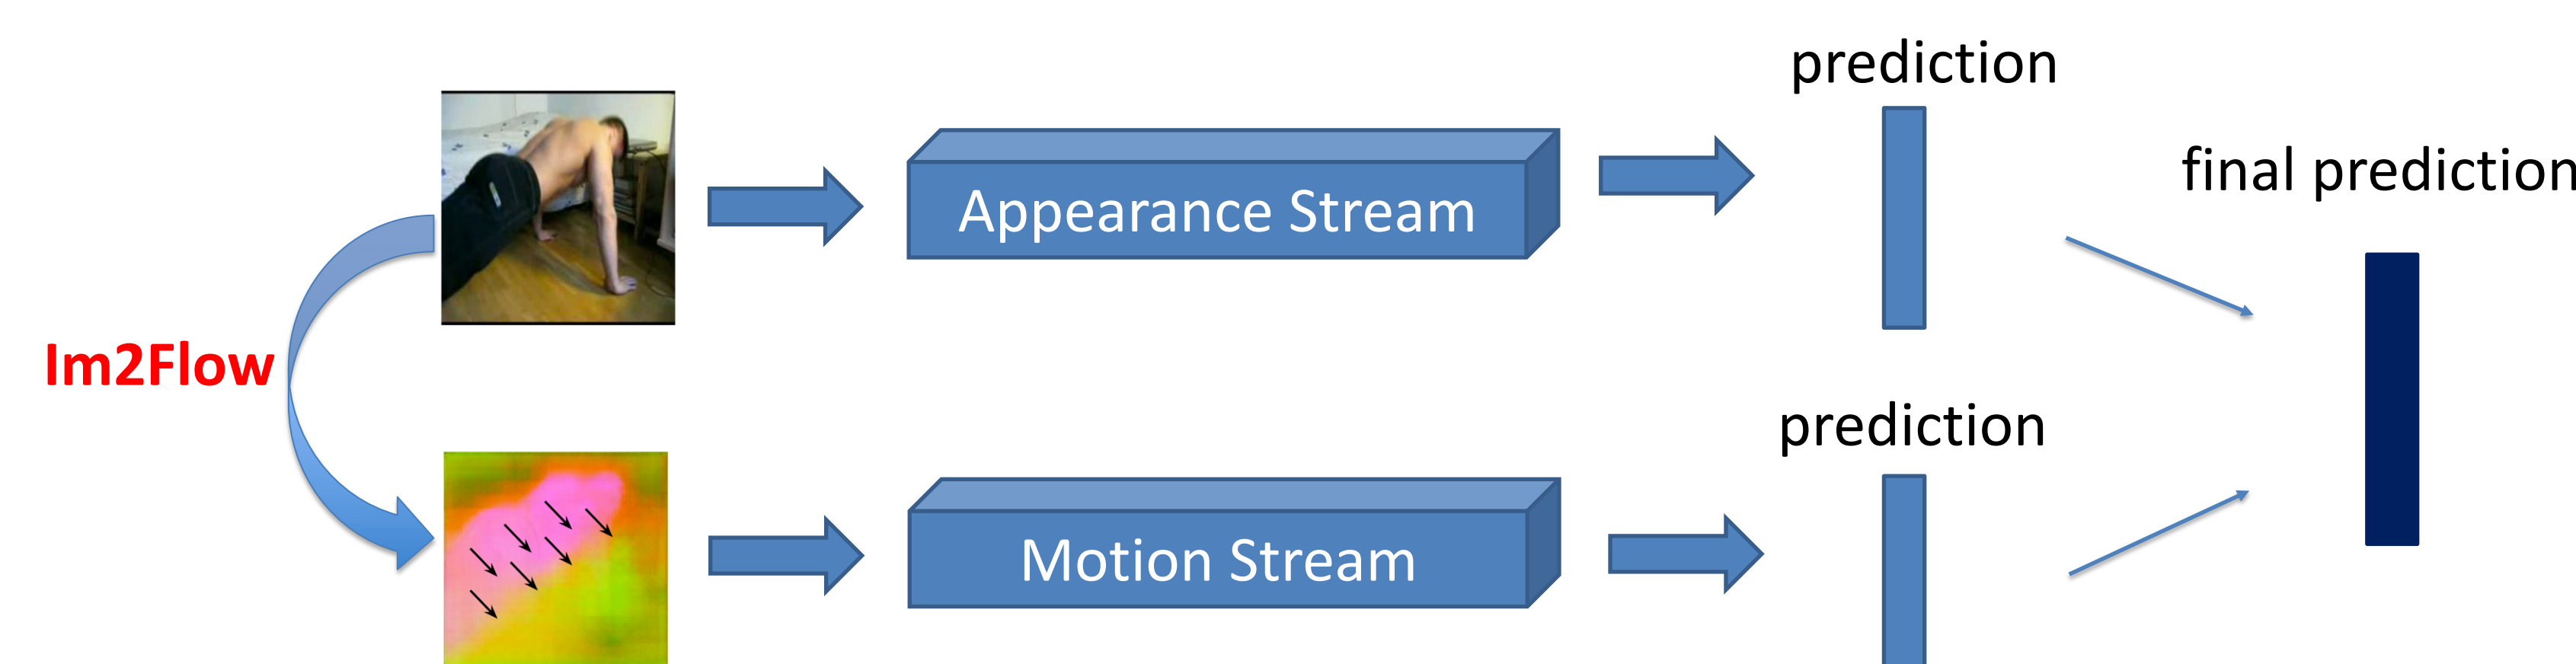 prediction
final prediction
Appearance Stream
Im2Flow
prediction
Motion Stream